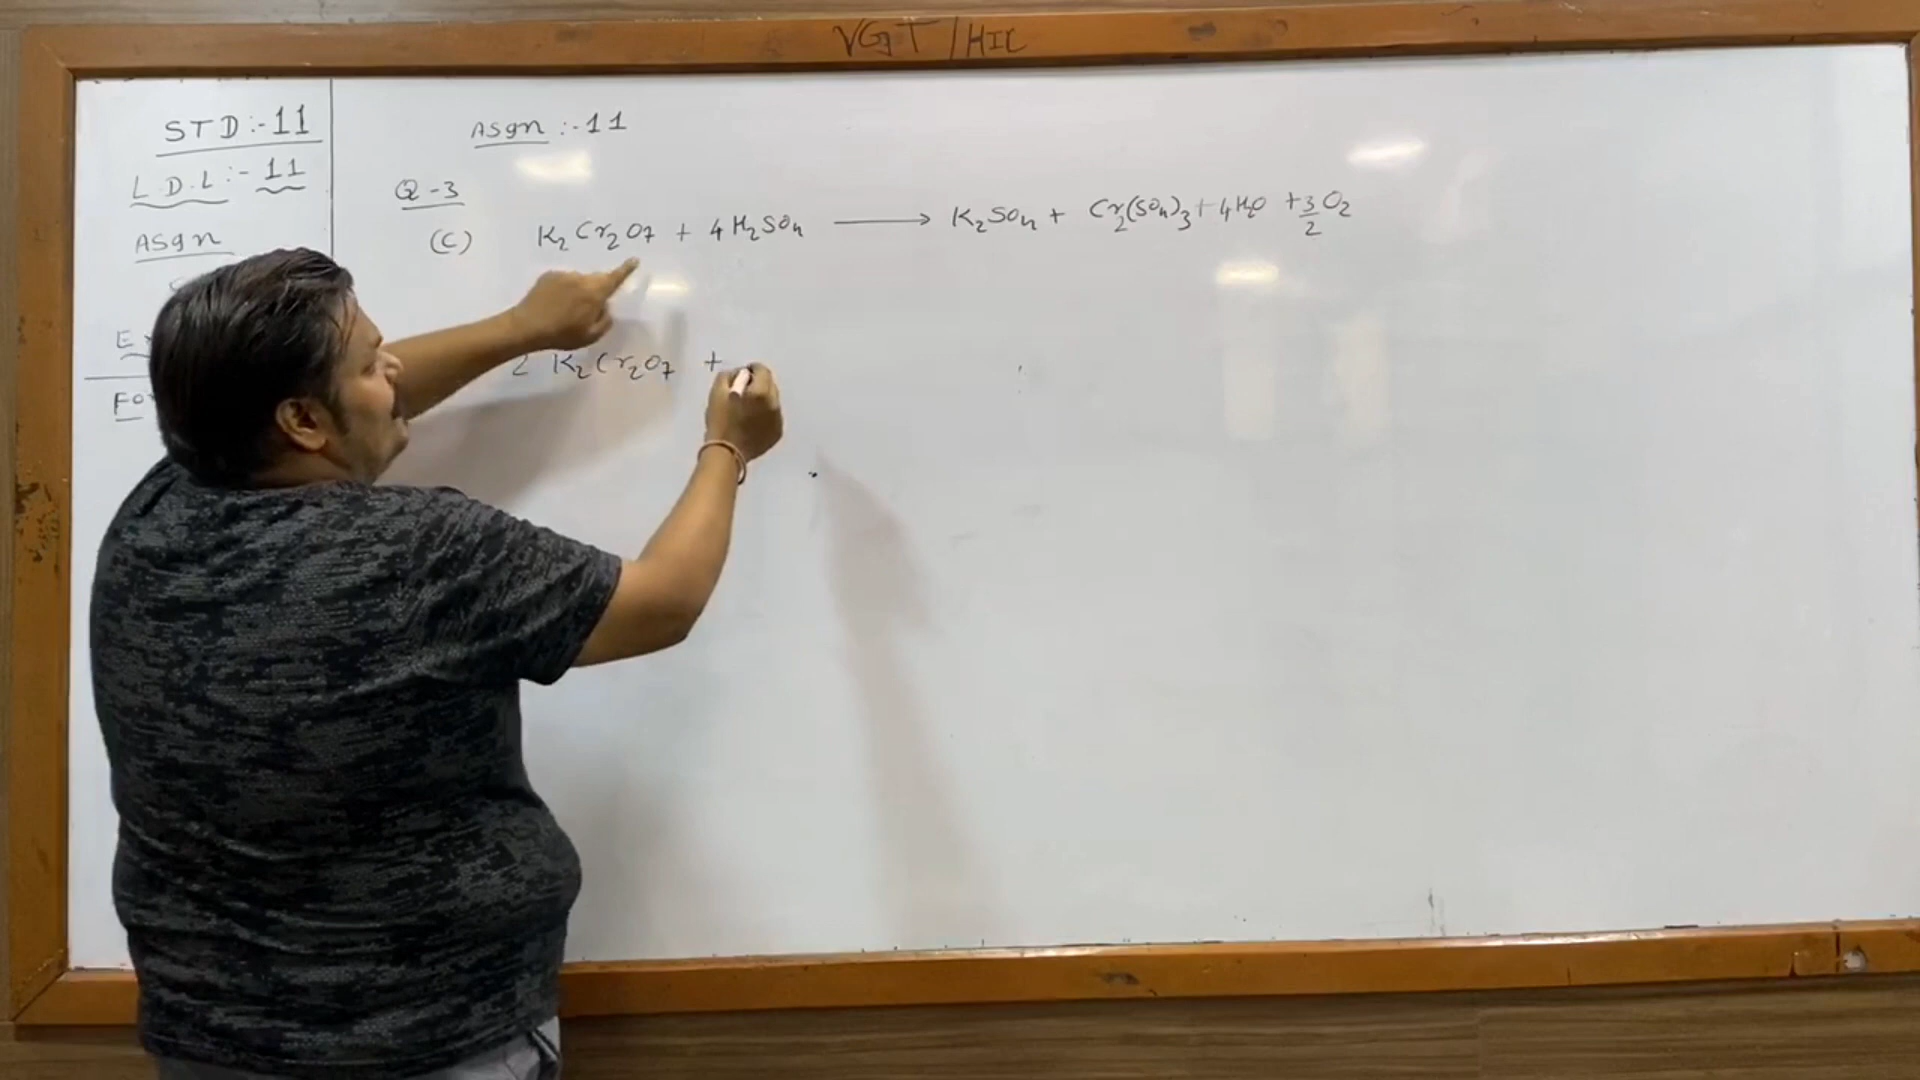 VGT/HIC
STD:-11
L.D.L:-11
ASgn
Asgn:-11
Q-3
(C) K₂Cr₂O₇ + 4H₂SO₄ ⟶ K₂SO₄ + Cr₂(SO₄)₃ + 4H₂O + 3/2 O₂
2 K₂Cr₂O₇ +